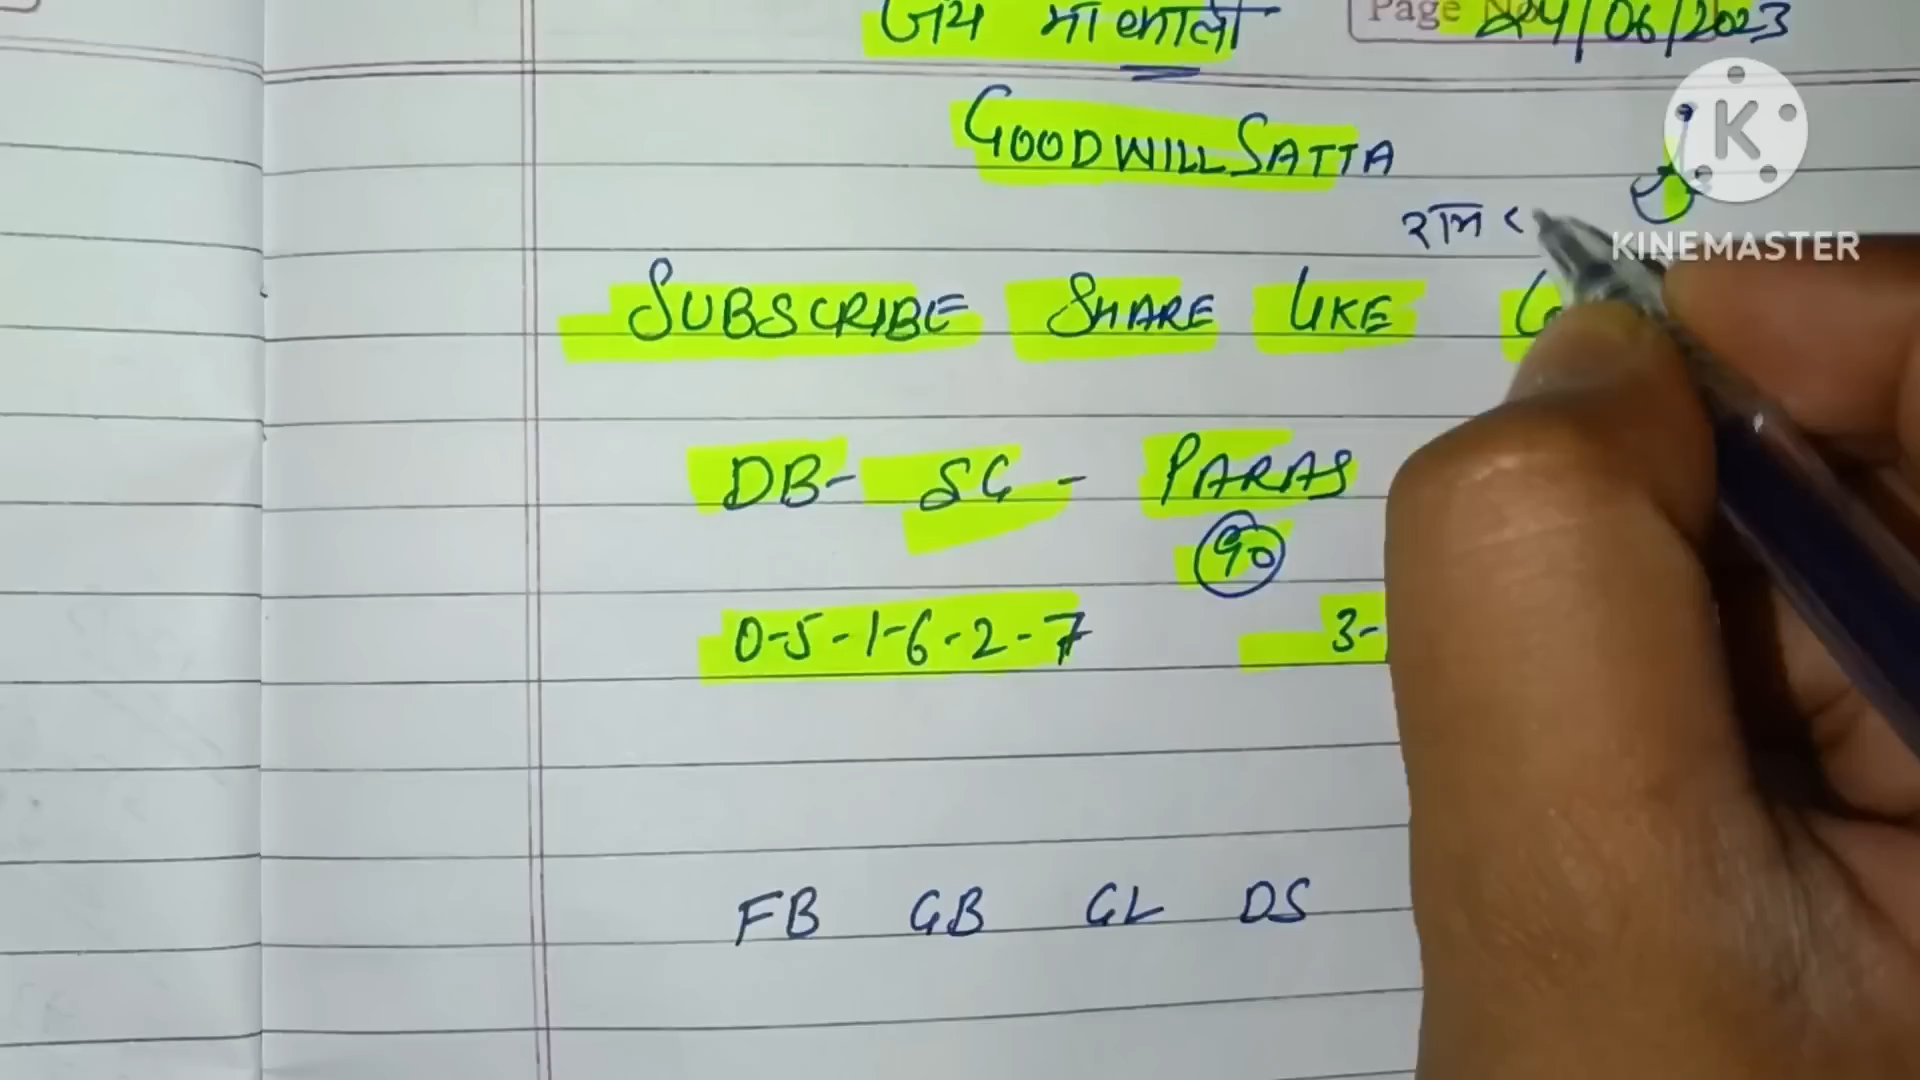 जय माँ काली Page No 24/06/2023
GOODWILL SATTA
K
राम
KINEMASTER
SUBSCRIBE SHARE LIKE
DB- SG - PARAS
90
0-5-1-6-2-7 3-
FB GB GL DS